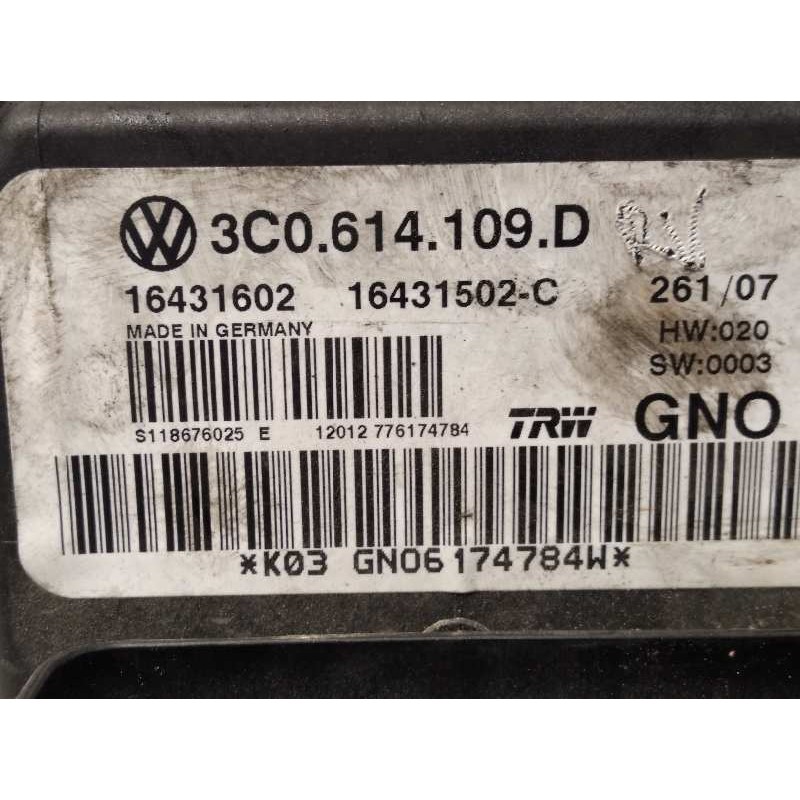 3C0.614.109.D
16431602 16431502-C 261/07
MADE IN GERMANY HW:020
SW:0003
S118676025 E 12012 776174784 TRW GNO
*K03 GNO6174784W*